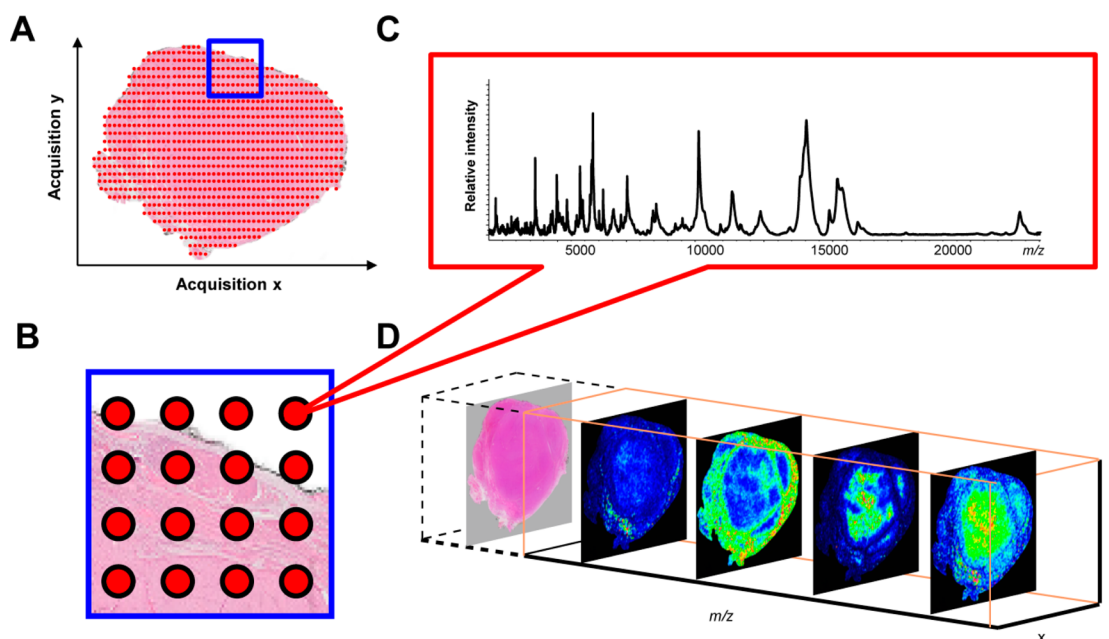 A
Acquisition y
Acquisition x
B
C
Relative intensity
5000 10000 15000 20000 m/z
D
m/z
x